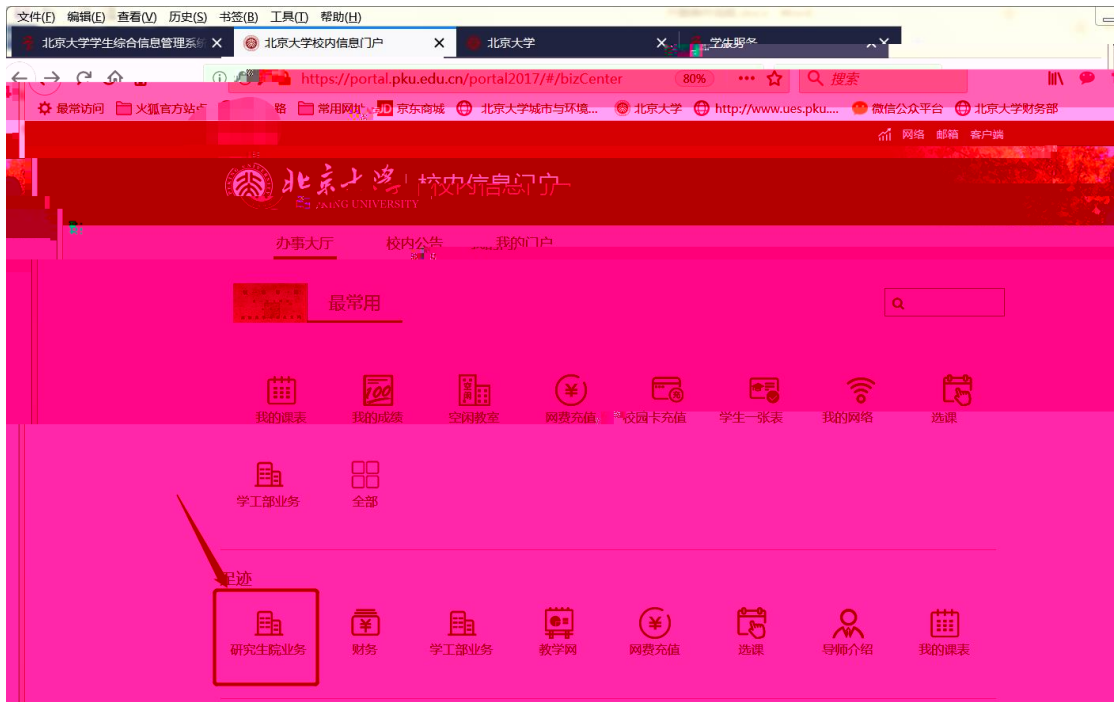 文件(F) 编辑(E) 查看(V) 历史(S) 书签(B) 工具(T) 帮助(H)
北京大学学生综合信息管理系统 北京大学校内信息门户 北京大学
https://portal.pku.edu.cn/portal2017/#/bizCenter 80% 搜索
最常访问 火狐官方站点 常用网址 京东商城 北京大学城市与环境... 北京大学 http://www.ues.pku.... 微信公众平台 北京大学财务部
网络 邮箱 客户端
北京大学 校内信息门户
PEKING UNIVERSITY
办事大厅 校内公告 我的门户
最常用
我的课表 我的成绩 空闲教室 网费充值 校园卡充值 学生一张表 我的网络 选课
学工部业务 全部
足迹
研究生院业务 财务 学工部业务 教学网 网费充值 选课 导师介绍 我的课表